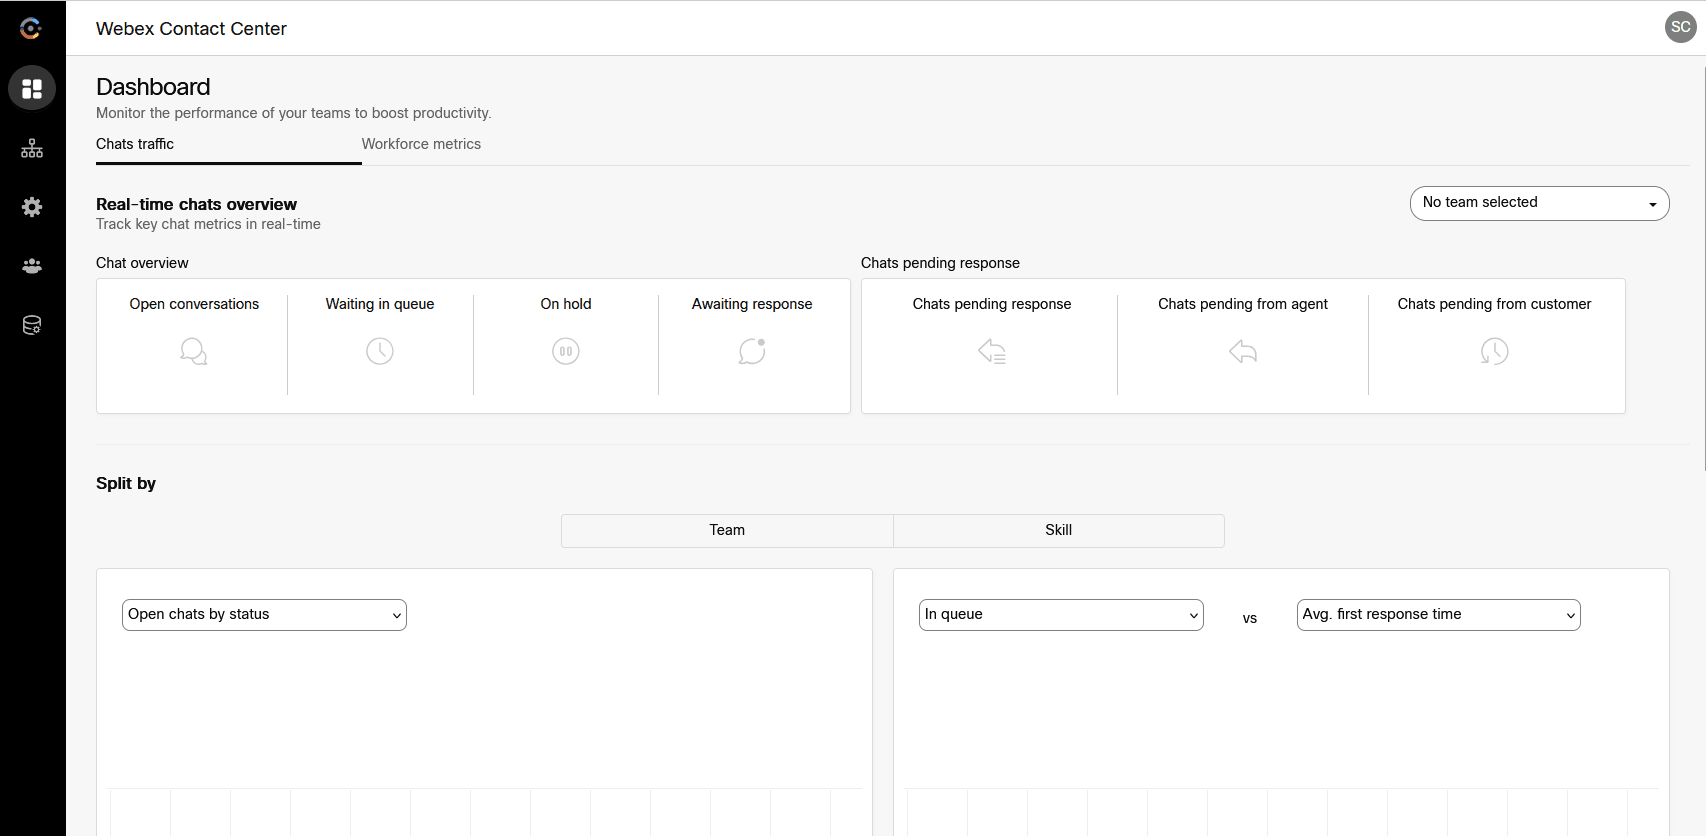 Webex Contact Center
SC
Dashboard
Monitor the performance of your teams to boost productivity.
Chats traffic
Workforce metrics
Real-time chats overview
Track key chat metrics in real-time
No team selected
Chat overview
Chats pending response
Open conversations
Waiting in queue
On hold
Awaiting response
Chats pending response
Chats pending from agent
Chats pending from customer
Split by
Team
Skill
Open chats by status
In queue
vs
Avg. first response time